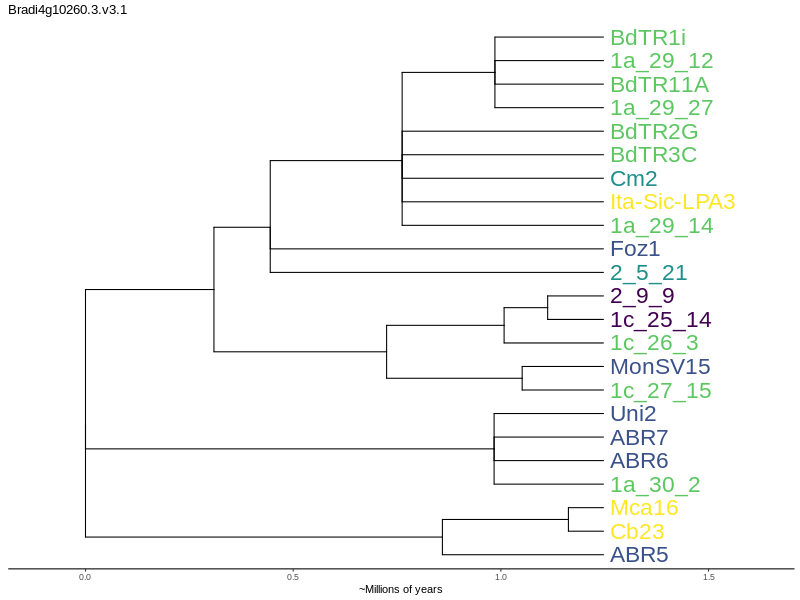 Bradi4g10260.3.v3.1
BdTR1i
1a_29_12
BdTR11A
1a_29_27
BdTR2G
BdTR3C
Cm2
Ita-Sic-LPA3
1a_29_14
Foz1
2_5_21
2_9_9
1c_25_14
1c_26_3
MonSV15
1c_27_15
Uni2
ABR7
ABR6
1a_30_2
Mca16
Cb23
ABR5
0.0 0.5 1.0 1.5
~Millions of years